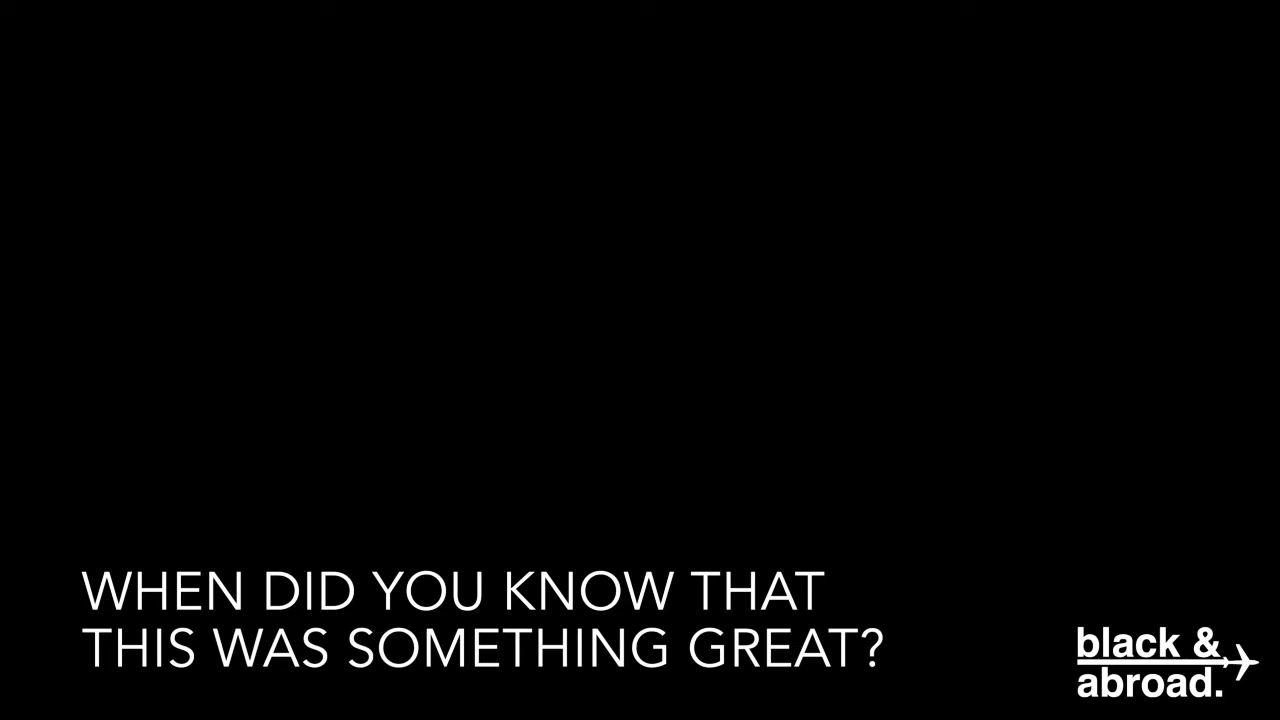 WHEN DID YOU KNOW THAT
THIS WAS SOMETHING GREAT?
black &
abroad.